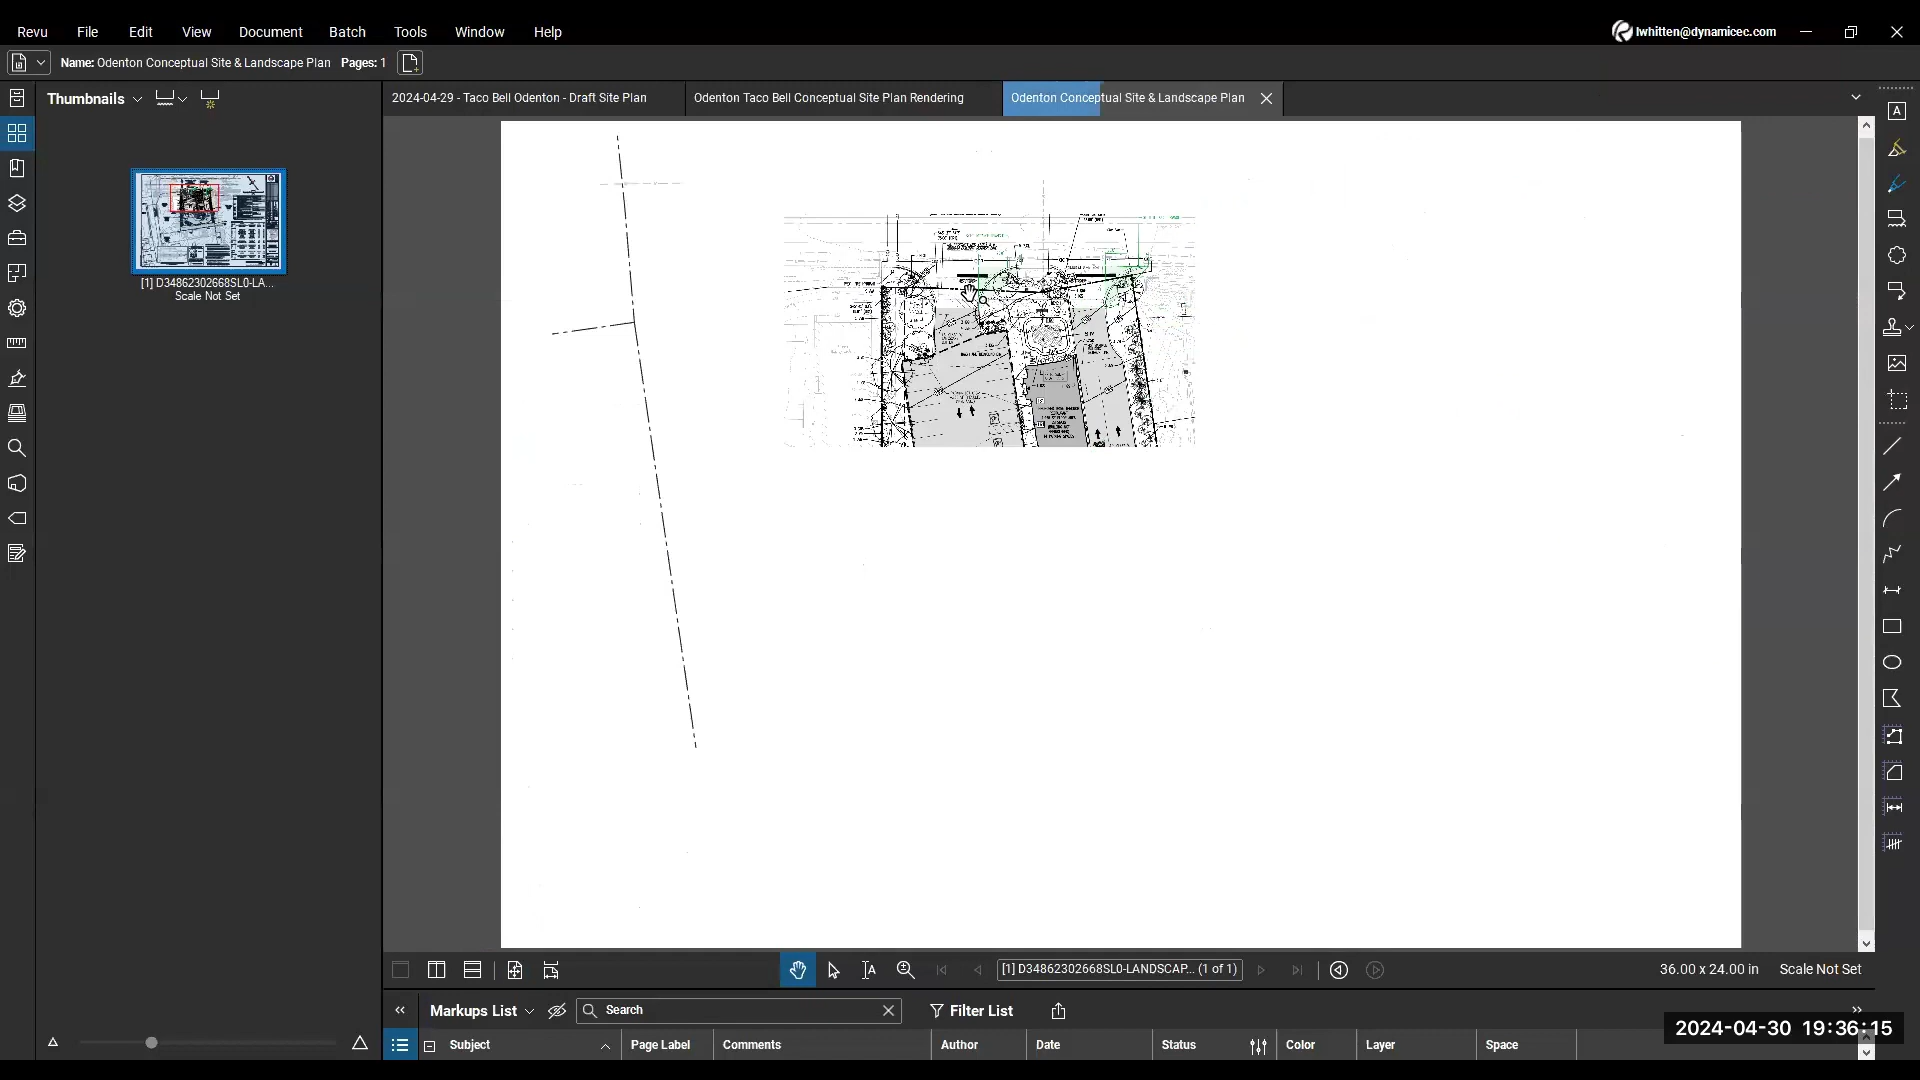 Revu File Edit View Document Batch Tools Window Help
lwhitten@dynamicec.com
Name: Odenton Conceptual Site & Landscape Plan Pages: 1
Thumbnails
2024-04-29 - Taco Bell Odenton - Draft Site Plan
Odenton Taco Bell Conceptual Site Plan Rendering
Odenton Conceptual Site & Landscape Plan
[1] D34862302668SL0-LA...
Scale Not Set
[1] D34862302668SL0-LANDSCAP... (1 of 1)
36.00 x 24.00 in
Scale Not Set
Markups List
Search
Filter List
2024-04-30 19:36:15
Subject
Page Label
Comments
Author
Date
Status
Color
Layer
Space